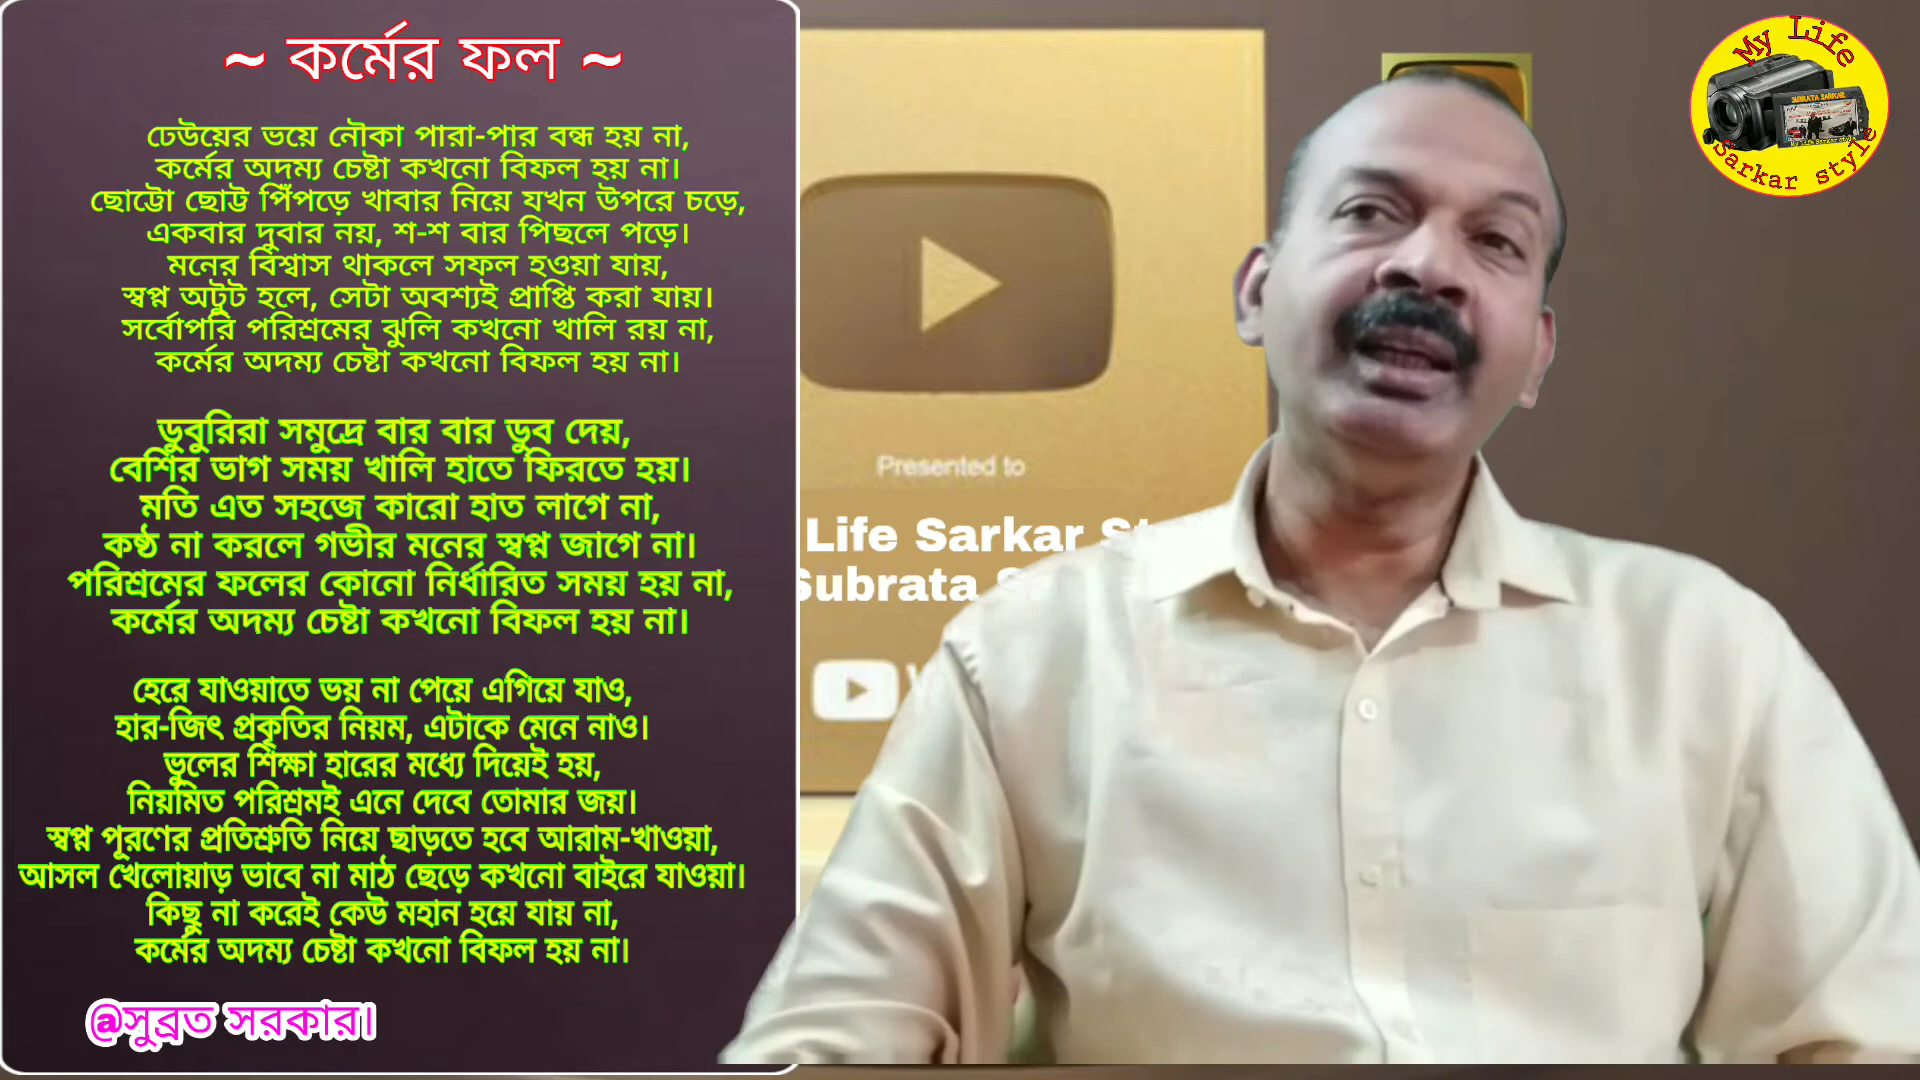 ~ কর্মের ফল ~
ঢেউয়ের ভয়ে নৌকা পারা-পার বন্ধ হয় না,
কর্মের অদম্য চেষ্টা কখনো বিফল হয় না।
ছোট্টো ছোট্ট পিঁপড়ে খাবার নিয়ে যখন উপরে চড়ে,
একবার দুবার নয়, শ-শ বার পিছলে পড়ে।
মনের বিশ্বাস থাকলে সফল হওয়া যায়,
স্বপ্ন অটুট হলে, সেটা অবশ্যই প্রাপ্তি করা যায়।
সর্বোপরি পরিশ্রমের ঝুলি কখনো খালি রয় না,
কর্মের অদম্য চেষ্টা কখনো বিফল হয় না।
ডুবুরিরা সমুদ্রে বার বার ডুব দেয়,
বেশির ভাগ সময় খালি হাতে ফিরতে হয়।
মতি এত সহজে কারো হাত লাগে না,
কষ্ঠ না করলে গভীর মনের স্বপ্ন জাগে না।
পরিশ্রমের ফলের কোনো নির্ধারিত সময় হয় না,
কর্মের অদম্য চেষ্টা কখনো বিফল হয় না।
হেরে যাওয়াতে ভয় না পেয়ে এগিয়ে যাও,
হার-জিৎ প্রকৃতির নিয়ম, এটাকে মেনে নাও।
ভুলের শিক্ষা হারের মধ্যে দিয়েই হয়,
নিয়মিত পরিশ্রমই এনে দেবে তোমার জয়।
স্বপ্ন পূরণের প্রতিশ্রুতি নিয়ে ছাড়তে হবে আরাম-খাওয়া,
আসল খেলোয়াড় ভাবে না মাঠ ছেড়ে কখনো বাইরে যাওয়া।
কিছু না করেই কেউ মহান হয়ে যায় না,
কর্মের অদম্য চেষ্টা কখনো বিফল হয় না।
@সুব্রত সরকার।
Presented to
Life Sarkar
Subrata
My Life
SUBRATA SARKAR
Sarkar style